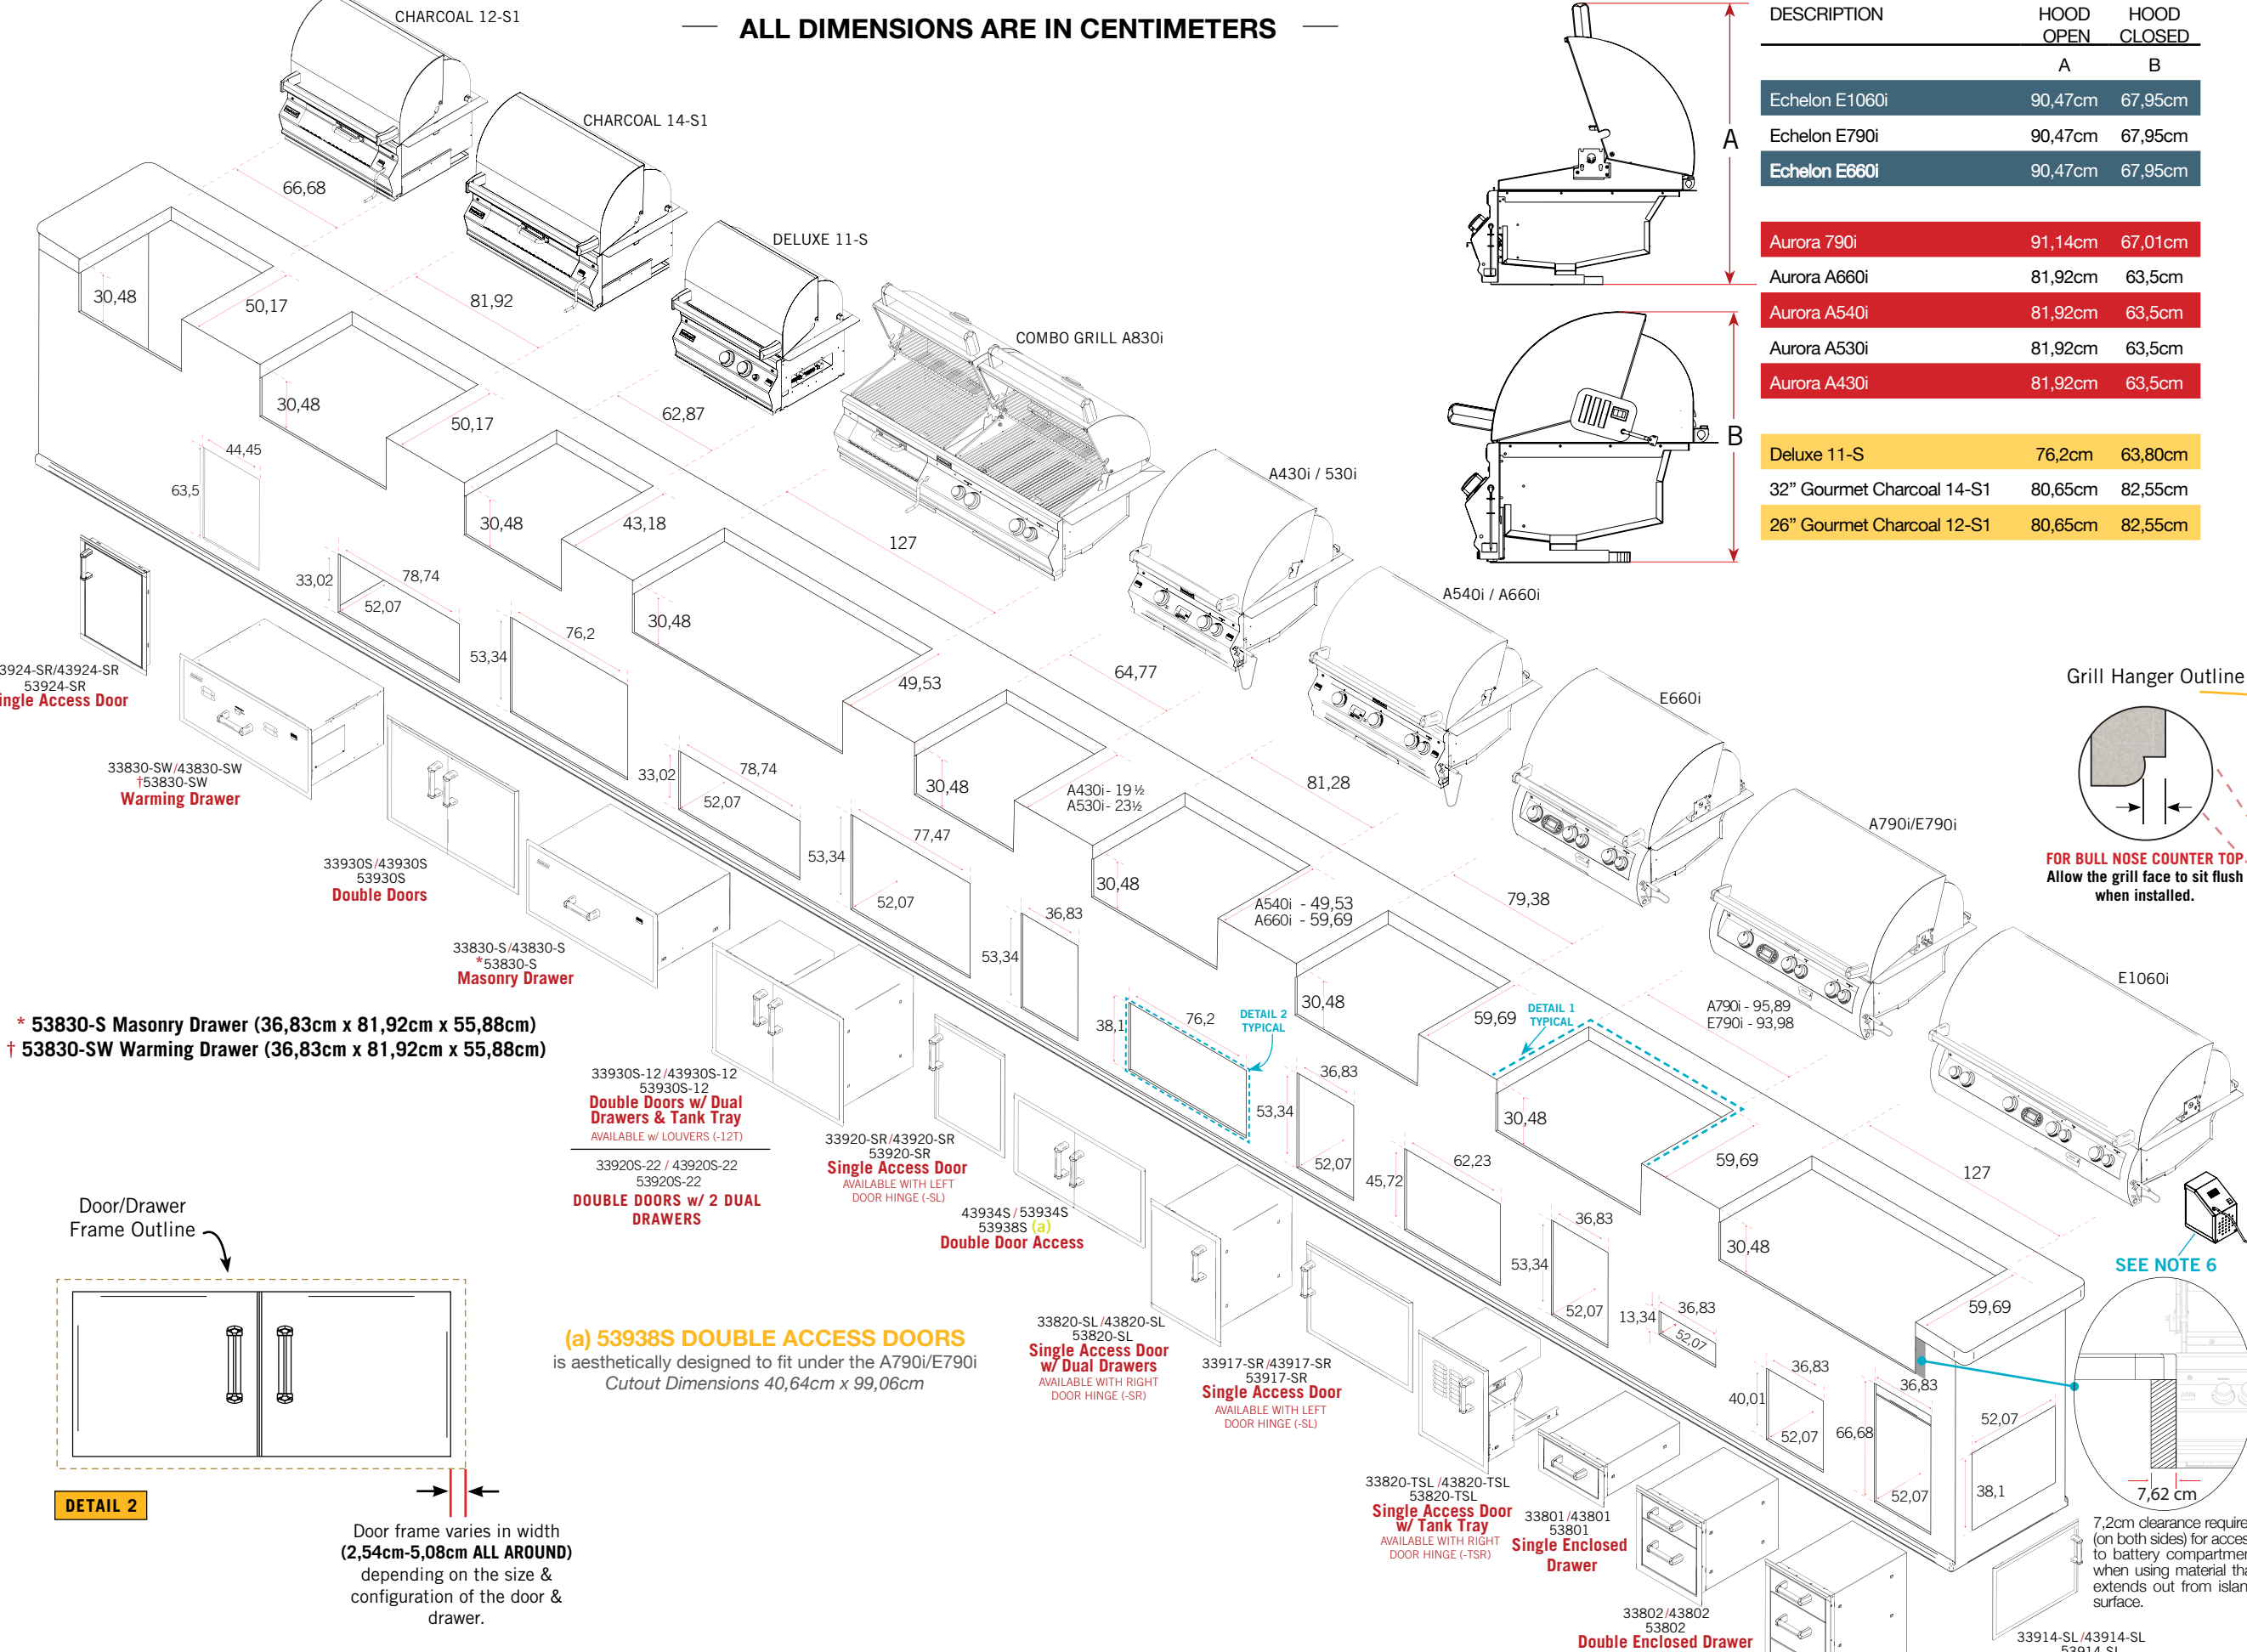 ALL DIMENSIONS ARE IN CENTIMETERS
CHARCOAL 12-S1
CHARCOAL 14-S1
DELUXE 11-S
COMBO GRILL A830i
A430i / 530i
A540i / A660i
E660i
A790i/E790i
E1060i
DESCRIPTION HOOD OPEN HOOD CLOSED
A B
Echelon E1060i 90,47cm 67,95cm
Echelon E790i 90,47cm 67,95cm
Echelon E660i 90,47cm 67,95cm
Aurora 790i 91,14cm 67,01cm
Aurora A660i 81,92cm 63,5cm
Aurora A540i 81,92cm 63,5cm
Aurora A530i 81,92cm 63,5cm
Aurora A430i 81,92cm 63,5cm
Deluxe 11-S 76,2cm 63,80cm
32” Gourmet Charcoal 14-S1 80,65cm 82,55cm
26” Gourmet Charcoal 12-S1 80,65cm 82,55cm
A
B
66,68
30,48
50,17
81,92
30,48
50,17
62,87
30,48
43,18
127
30,48
49,53
64,77
30,48
A430i - 19 ½
A530i - 23½
81,28
30,48
A540i - 49,53
A660i - 59,69
79,38
30,48
59,69
A790i - 95,89
E790i - 93,98
30,48
59,69
127
30,48
59,69
DETAIL 1
TYPICAL
DETAIL 2
TYPICAL
44,45
63,5
33,02
78,74
52,07
76,2
53,34
33,02
78,74
52,07
77,47
53,34
52,07
36,83
53,34
38,1
76,2
36,83
53,34
52,07
62,23
45,72
36,83
53,34
52,07
13,34
36,83
52,07
36,83
40,01
52,07
36,83
66,68
52,07
52,07
38,1
3924-SR/43924-SR
53924-SR
ingle Access Door
33830-SW/43830-SW
†53830-SW
Warming Drawer
33930S/43930S
53930S
Double Doors
33830-S/43830-S
*53830-S
Masonry Drawer
* 53830-S Masonry Drawer (36,83cm x 81,92cm x 55,88cm)
† 53830-SW Warming Drawer (36,83cm x 81,92cm x 55,88cm)
33930S-12/43930S-12
53930S-12
Double Doors w/ Dual
Drawers & Tank Tray
AVAILABLE w/ LOUVERS (-12T)
33920S-22 / 43920S-22
53920S-22
DOUBLE DOORS w/ 2 DUAL
DRAWERS
33920-SR/43920-SR
53920-SR
Single Access Door
AVAILABLE WITH LEFT
DOOR HINGE (-SL)
43934S / 53934S
53938S (a)
Double Door Access
33820-SL/43820-SL
53820-SL
Single Access Door
w/ Dual Drawers
AVAILABLE WITH RIGHT
DOOR HINGE (-SR)
33917-SR/43917-SR
53917-SR
Single Access Door
AVAILABLE WITH LEFT
DOOR HINGE (-SL)
33820-TSL/43820-TSL
53820-TSL
Single Access Door
w/ Tank Tray
AVAILABLE WITH RIGHT
DOOR HINGE (-TSR)
33801/43801
53801
Single Enclosed
Drawer
33802/43802
53802
Double Enclosed Drawer
33914-SL/43914-SL
53914-SL
Grill Hanger Outline
FOR BULL NOSE COUNTER TOP
Allow the grill face to sit flush
when installed.
SEE NOTE 6
7,62 cm
7,2cm clearance require
(on both sides) for acces
to battery compartmen
when using material tha
extends out from islan
surface.
Door/Drawer
Frame Outline
DETAIL 2
Door frame varies in width
(2,54cm-5,08cm ALL AROUND)
depending on the size &
configuration of the door &
drawer.
(a) 53938S DOUBLE ACCESS DOORS
is aesthetically designed to fit under the A790i/E790i
Cutout Dimensions 40,64cm x 99,06cm